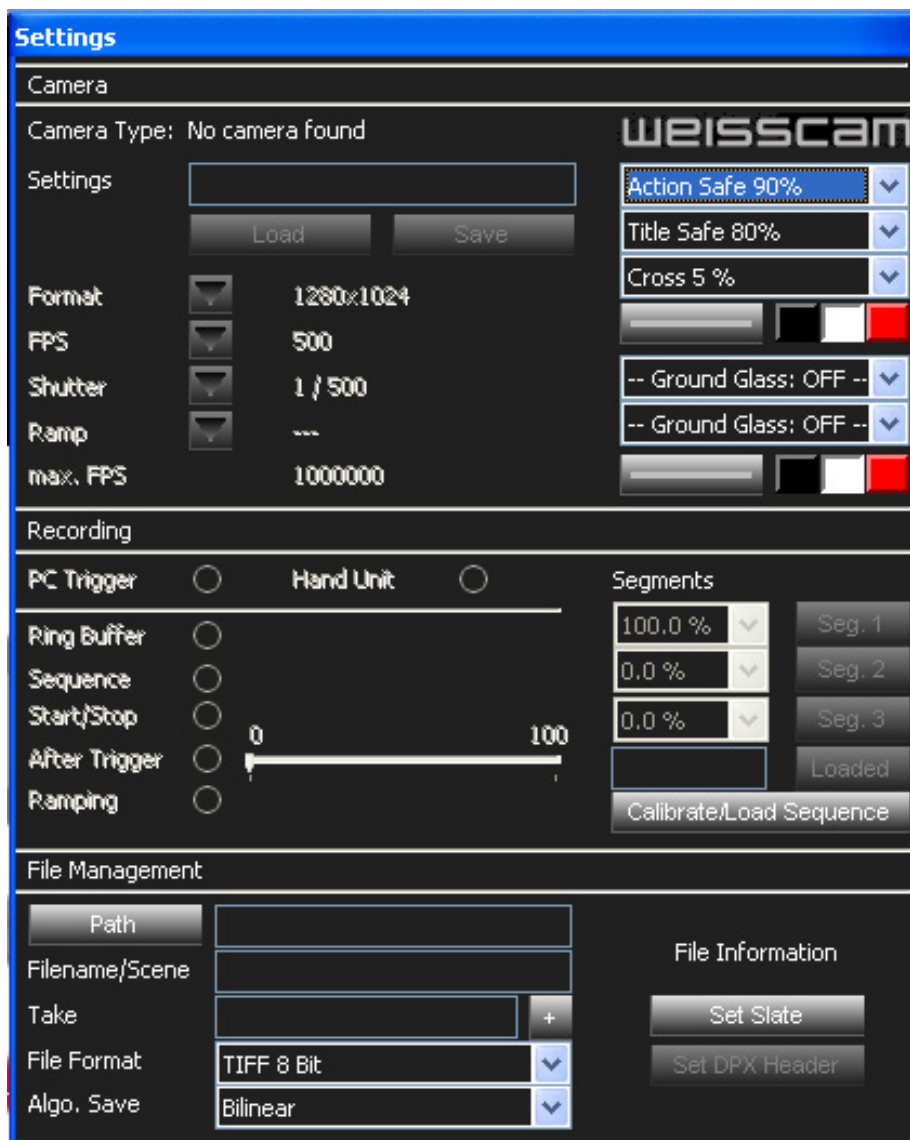 Settings
Camera
Camera Type: No camera found
weisscam
Settings
Action Safe 90%
Load Save
Title Safe 80%
Cross 5 %
Format 1280x1024
FPS 500
Shutter 1 / 500
-- Ground Glass: OFF --
Ramp ---
-- Ground Glass: OFF --
max. FPS 1000000
Recording
PC Trigger Hand Unit
Segments
Ring Buffer
100.0 % Seg. 1
Sequence
0.0 % Seg. 2
Start/Stop
0.0 % Seg. 3
0 100
After Trigger
Loaded
Ramping
Calibrate/Load Sequence
File Management
Path
File Information
Filename/Scene
Take +
Set Slate
File Format TIFF 8 Bit
Set DPX Header
Algo. Save Bilinear